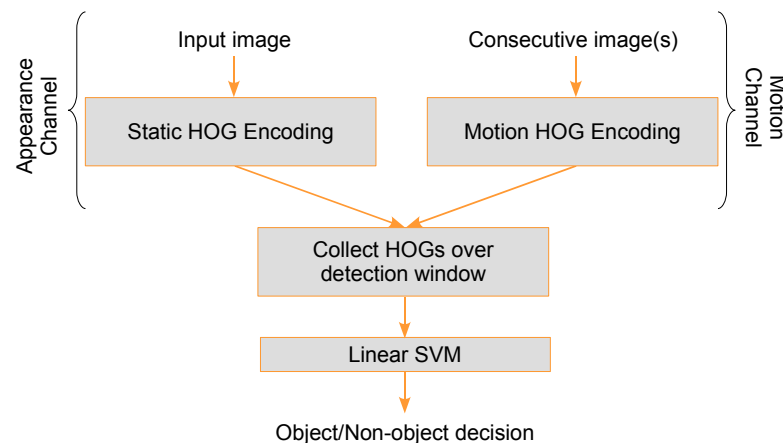 Input image
Consecutive image(s)
Appearance
Channel
Static HOG Encoding
Motion HOG Encoding
Motion
Channel
Collect HOGs over
detection window
Linear SVM
Object/Non-object decision